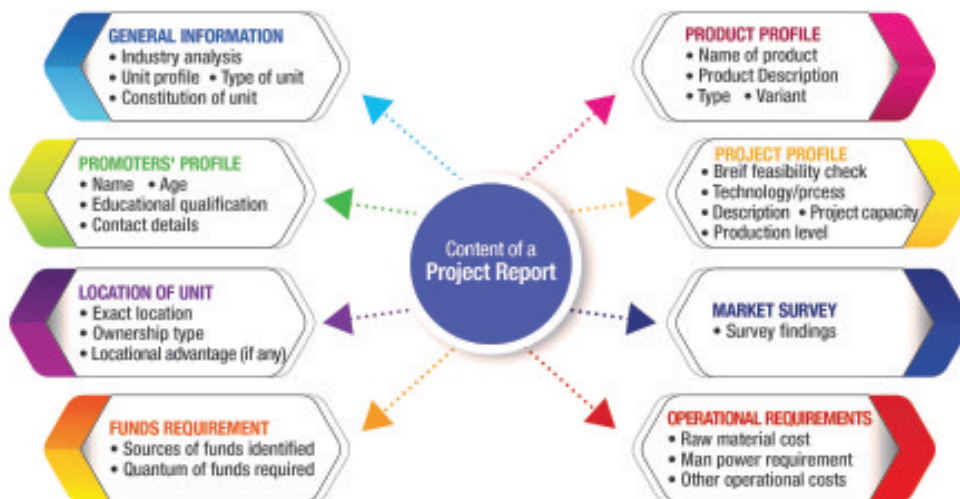 GENERAL INFORMATION
• Industry analysis
• Unit profile • Type of unit
• Constitution of unit
PROMOTERS' PROFILE
• Name • Age
• Educational qualification
• Contact details
LOCATION OF UNIT
• Exact location
• Ownership type
• Locational advantage (if any)
FUNDS REQUIREMENT
• Sources of funds identified
• Quantum of funds required
Content of a
Project Report
PRODUCT PROFILE
• Name of product
• Product Description
• Type • Variant
PROJECT PROFILE
• Breif feasibility check
• Technology/prcess
• Description • Project capacity
• Production level
MARKET SURVEY
• Survey findings
OPERATIONAL REQUIREMENTS
• Raw material cost
• Man power requirement
• Other operational costs